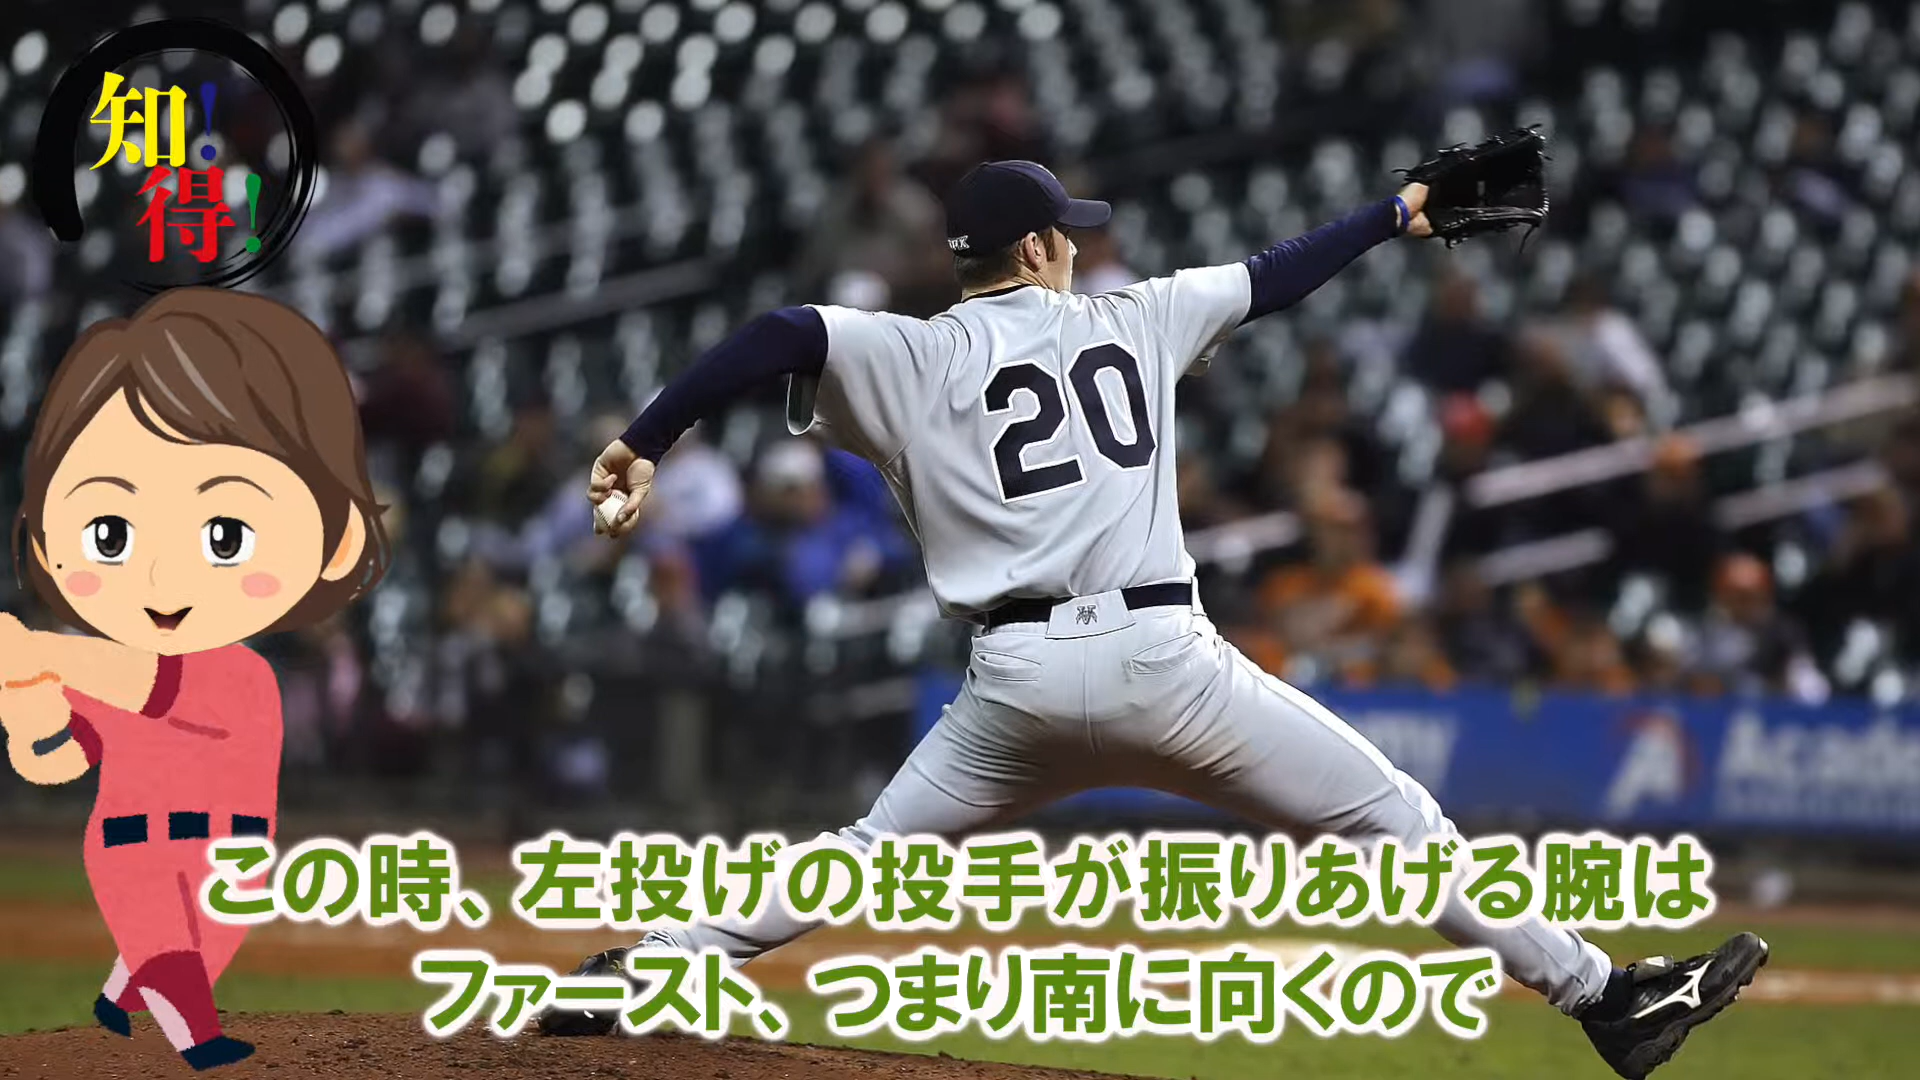 知!
得!
20
Acade
この時、左投げの投手が振りあげる腕は
ファースト、つまり南に向くので